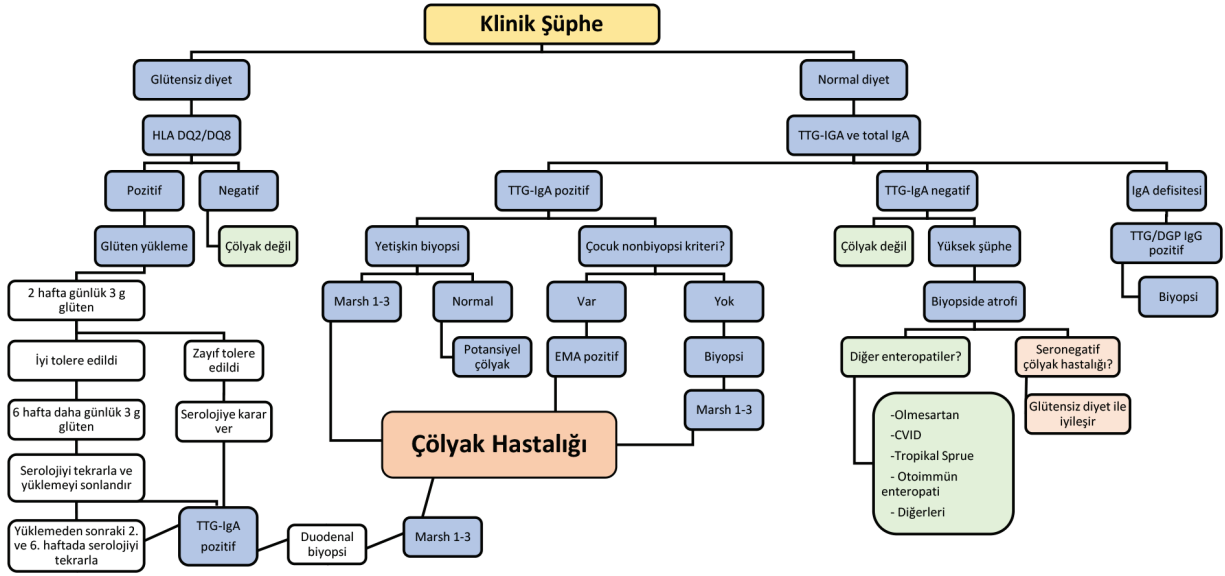 Klinik Şüphe
Glütensiz diyet
Normal diyet
HLA DQ2/DQ8
TTG-IGA ve total IgA
Pozitif
Negatif
TTG-IgA pozitif
TTG-IgA negatif
IgA defisitesi
Glüten yükleme
Çölyak değil
Yetişkin biyopsi
Çocuk nonbiyopsi kriteri?
Çölyak değil
Yüksek şüphe
TTG/DGP IgG
pozitif
2 hafta günlük 3 g
glüten
Marsh 1-3
Normal
Var
Yok
Biyopside atrofi
Biyopsi
İyi tolere edildi
Zayıf tolere
edildi
Potansiyel
çölyak
EMA pozitif
Biyopsi
Diğer enteropatiler?
Seronegatif
çölyak hastalığı?
6 hafta daha günlük 3 g
glüten
Serolojiye karar
ver
Marsh 1-3
Glütensiz diyet ile
iyileşir
Çölyak Hastalığı
-Olmesartan
-CVID
-Tropikal Sprue
- Otoimmün
enteropati
- Diğerleri
Serolojiyi tekrarla ve
yüklemeyi sonlandır
Yüklemeden sonraki 2.
ve 6. haftada serolojiyi
tekrarla
TTG-IgA
pozitif
Duodenal
biyopsi
Marsh 1-3